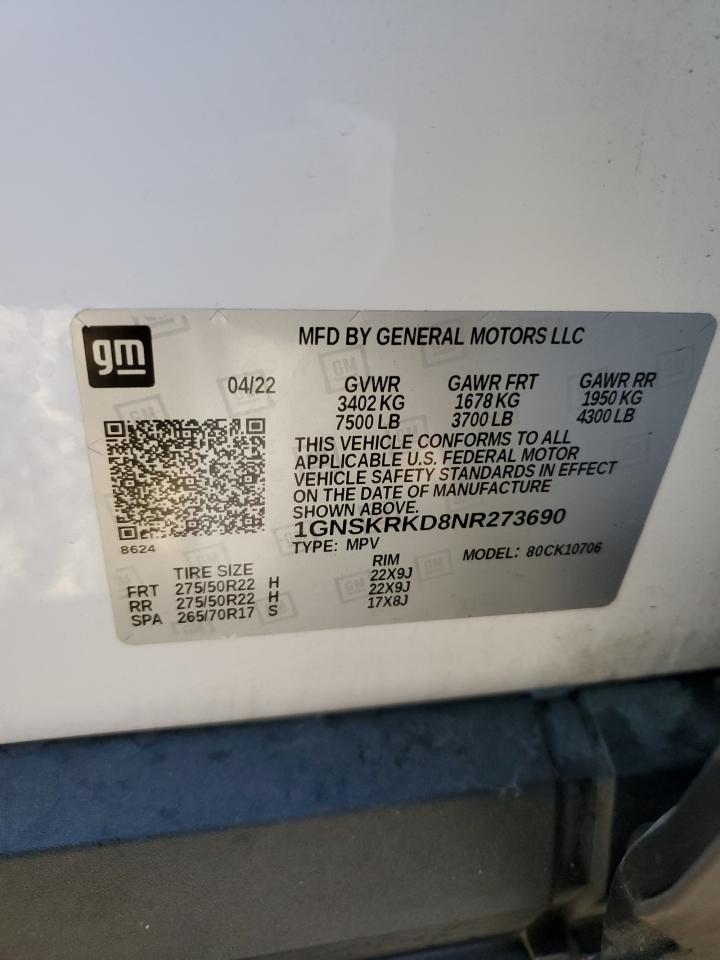 gm
MFD BY GENERAL MOTORS LLC
04/22 GVWR GAWR FRT GAWR RR
3402 KG 1678 KG 1950 KG
7500 LB 3700 LB 4300 LB
THIS VEHICLE CONFORMS TO ALL
APPLICABLE U.S. FEDERAL MOTOR
VEHICLE SAFETY STANDARDS IN EFFECT
ON THE DATE OF MANUFACTURE
SHOWN ABOVE.
1GNSKRKD8NR273690
8624
TYPE: MPV MODEL: 80CK10706
TIRE SIZE RIM
FRT 275/50R22 H 22X9J
RR 275/50R22 H 22X9J
SPA 265/70R17 S 17X8J